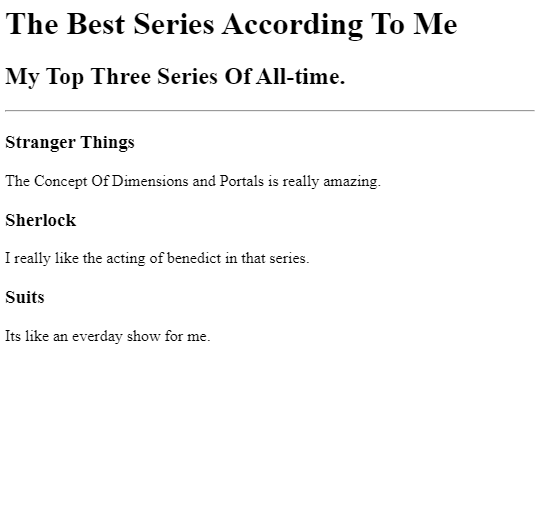 The Best Series According To Me
My Top Three Series Of All-time.
Stranger Things
The Concept Of Dimensions and Portals is really amazing.
Sherlock
I really like the acting of benedict in that series.
Suits
Its like an everday show for me.